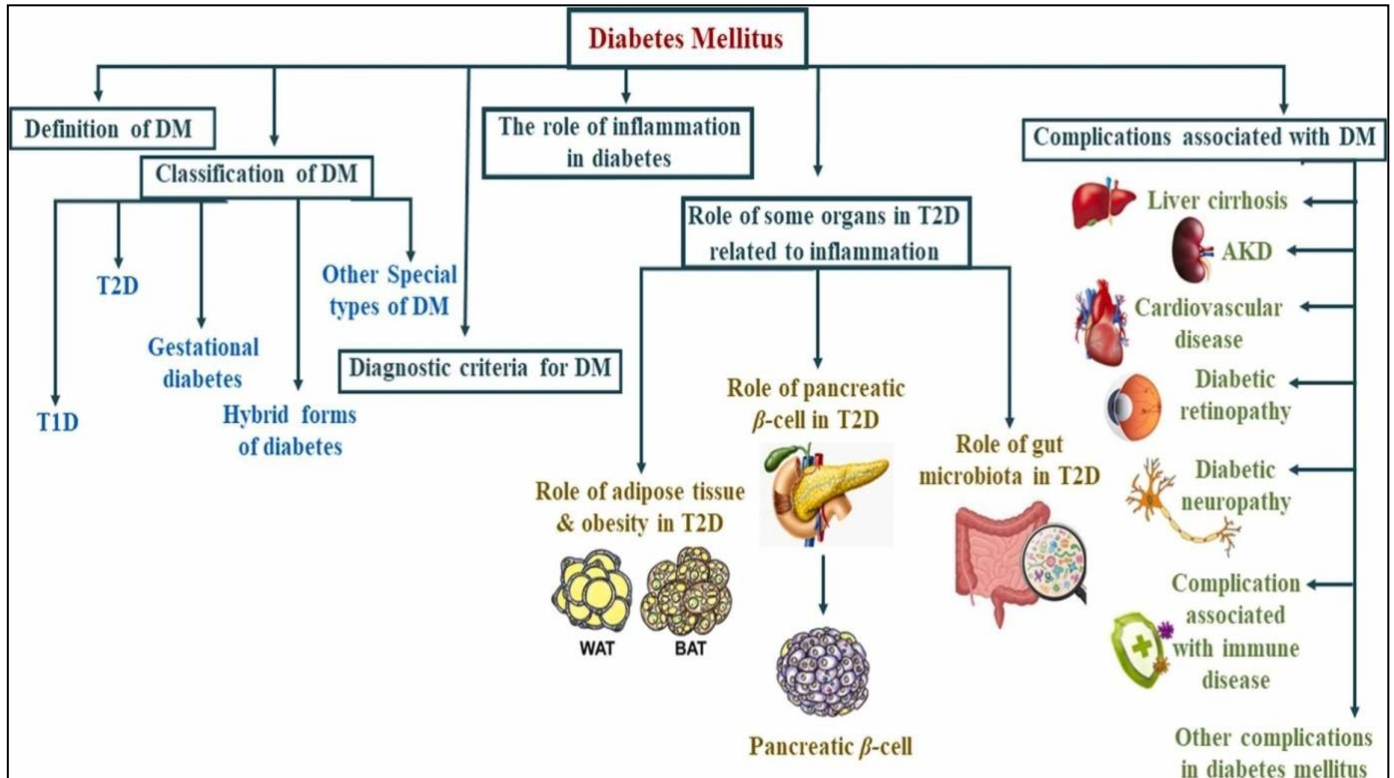 Diabetes Mellitus
Definition of DM
Classification of DM
T1D
T2D
Gestational
diabetes
Hybrid forms
of diabetes
Other Special
types of DM
Diagnostic criteria for DM
The role of inflammation
in diabetes
Role of some organs in T2D
related to inflammation
Role of adipose tissue
& obesity in T2D
WAT
BAT
Role of pancreatic
β-cell in T2D
Pancreatic β-cell
Role of gut
microbiota in T2D
Complications associated with DM
Liver cirrhosis
AKD
Cardiovascular
disease
Diabetic
retinopathy
Diabetic
neuropathy
Complication
associated
with immune
disease
Other complications
in diabetes mellitus